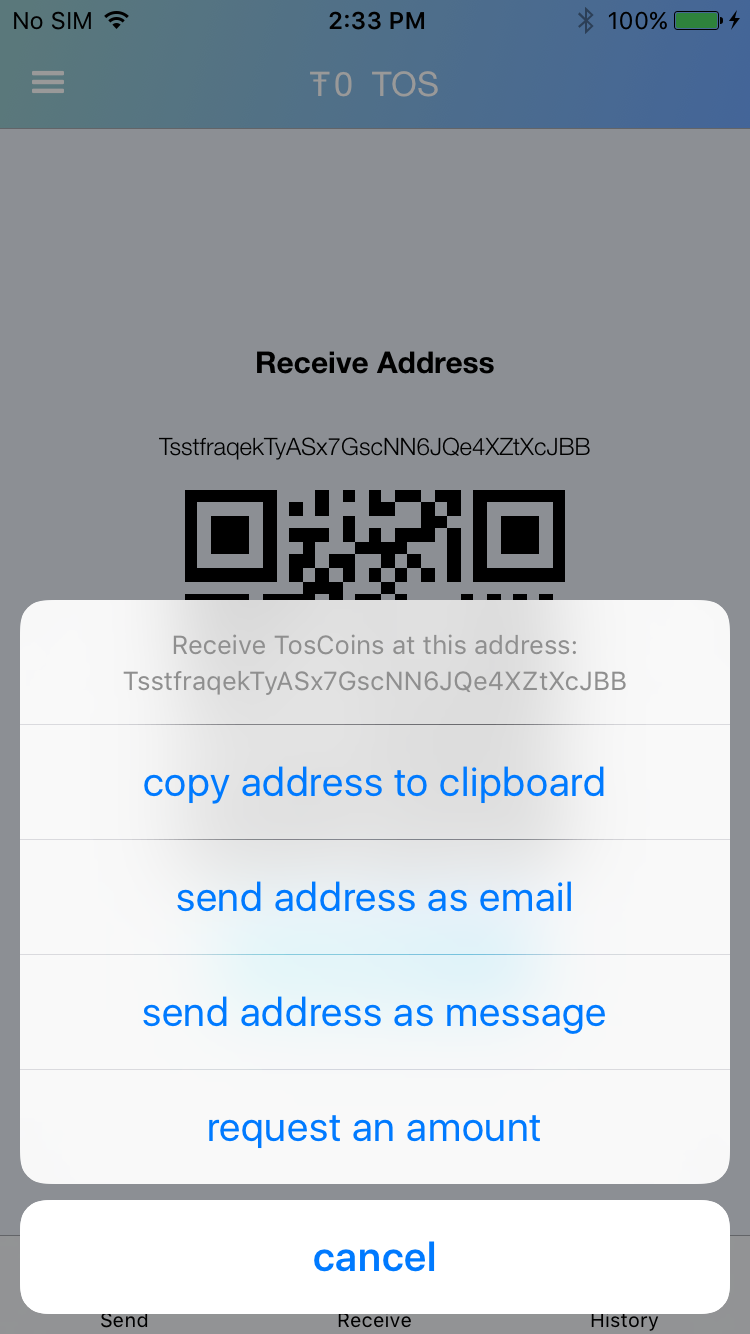 No SIM 2:33 PM 100%
Ŧ0 TOS
Receive Address
TsstfraqekTyASx7GscNN6JQe4XZtXcJBB
Receive TosCoins at this address:
TsstfraqekTyASx7GscNN6JQe4XZtXcJBB
copy address to clipboard
send address as email
send address as message
request an amount
cancel
Send Receive History